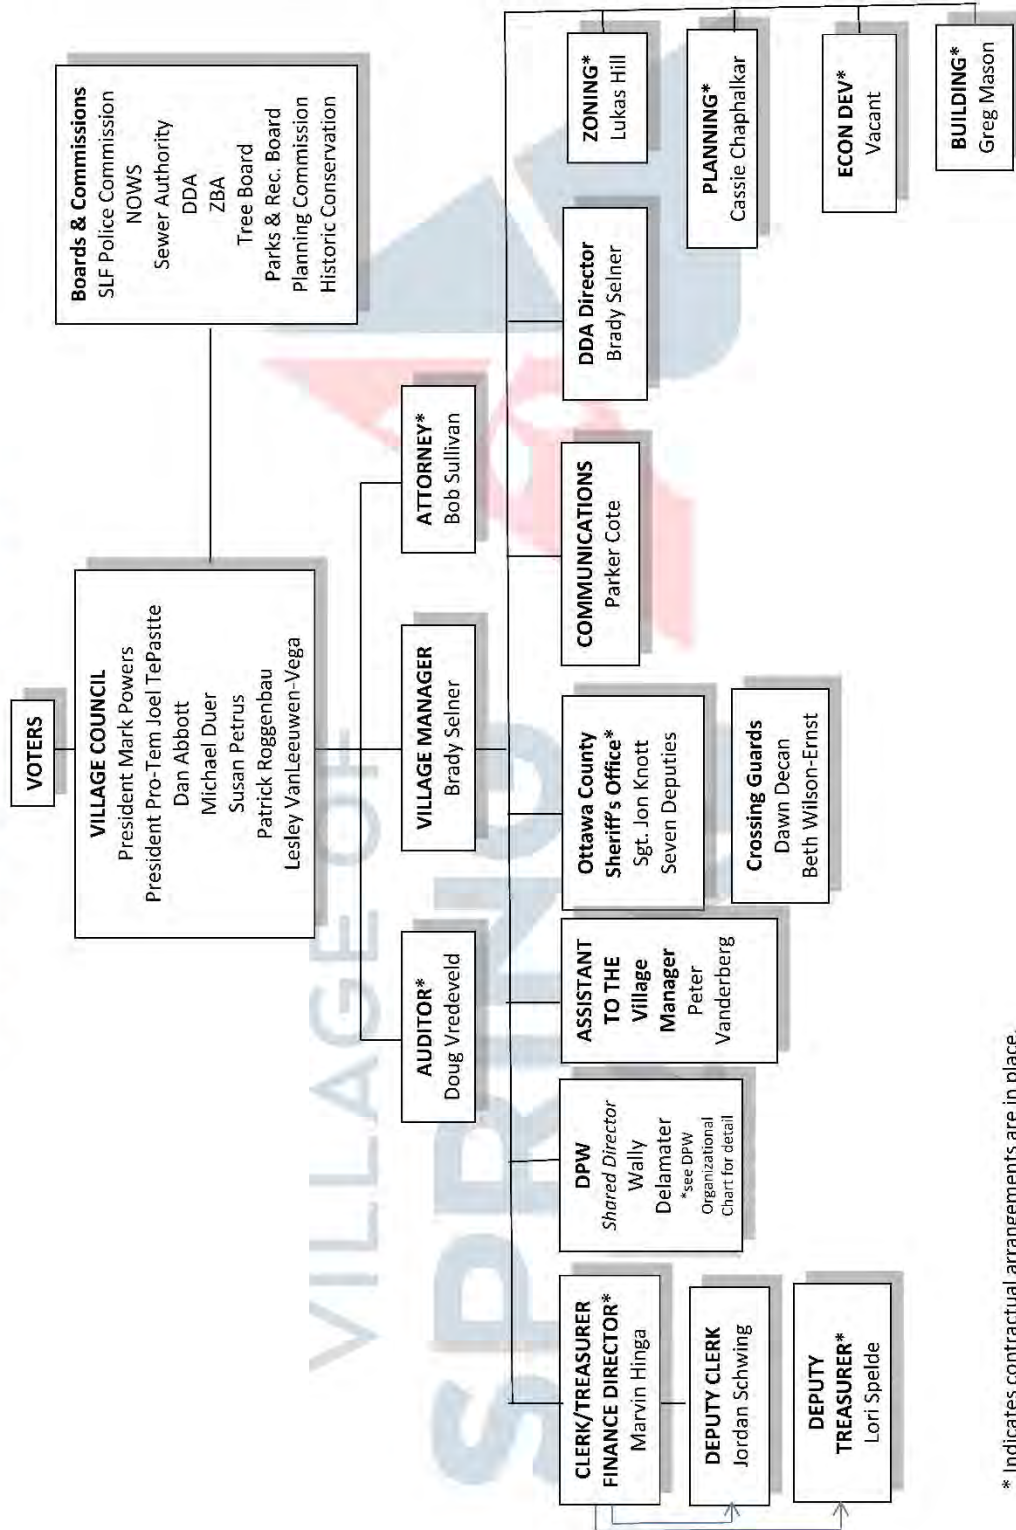 VOTERS
VILLAGE COUNCIL
President Mark Powers
President Pro-Tem Joel TePastte
Dan Abbott
Michael Duer
Susan Petrus
Patrick Roggenbau
Lesley VanLeeuwen-Vega
Boards & Commissions
SLF Police Commission
NOWS
Sewer Authority
DDA
ZBA
Tree Board
Parks & Rec. Board
Planning Commission
Historic Conservation
AUDITOR*
Doug Vredeveld
VILLAGE MANAGER
Brady Selner
ATTORNEY*
Bob Sullivan
CLERK/TREASURER
FINANCE DIRECTOR*
Marvin Hinga
DEPUTY CLERK
Jordan Schwing
DEPUTY
TREASURER*
Lori Spelde
DPW
Shared Director
Wally
Delamater
*see DPW
Organizational
Chart for detail
ASSISTANT
TO THE
Village
Manager
Peter
Vanderberg
Ottawa County
Sheriff's Office*
Sgt. Jon Knott
Seven Deputies
Crossing Guards
Dawn Decan
Beth Wilson-Ernst
COMMUNICATIONS
Parker Cote
DDA Director
Brady Selner
ZONING*
Lukas Hill
PLANNING*
Cassie Chaphalkar
ECON DEV*
Vacant
BUILDING*
Greg Mason
* Indicates contractual arrangements are in place.
VILLAGE OF
SPRING